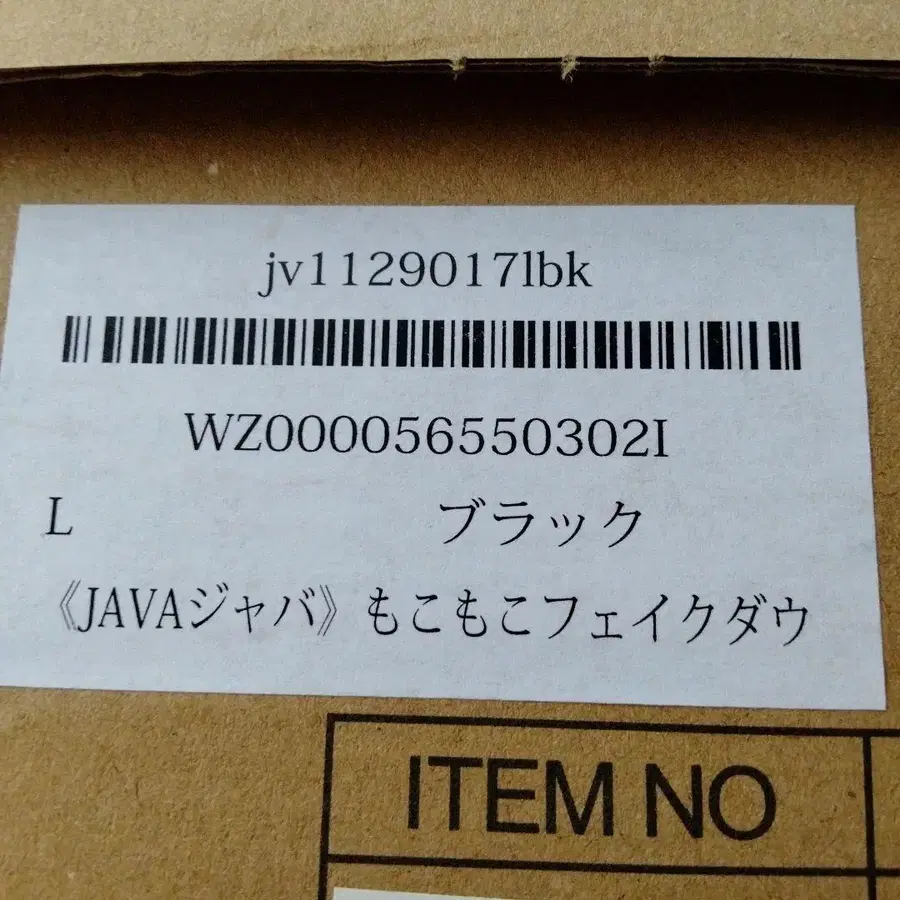 jv1129017lbk
WZ000056550302I
L ブラック
《JAVAジャバ》もこもこフェイクダウ
ITEM NO